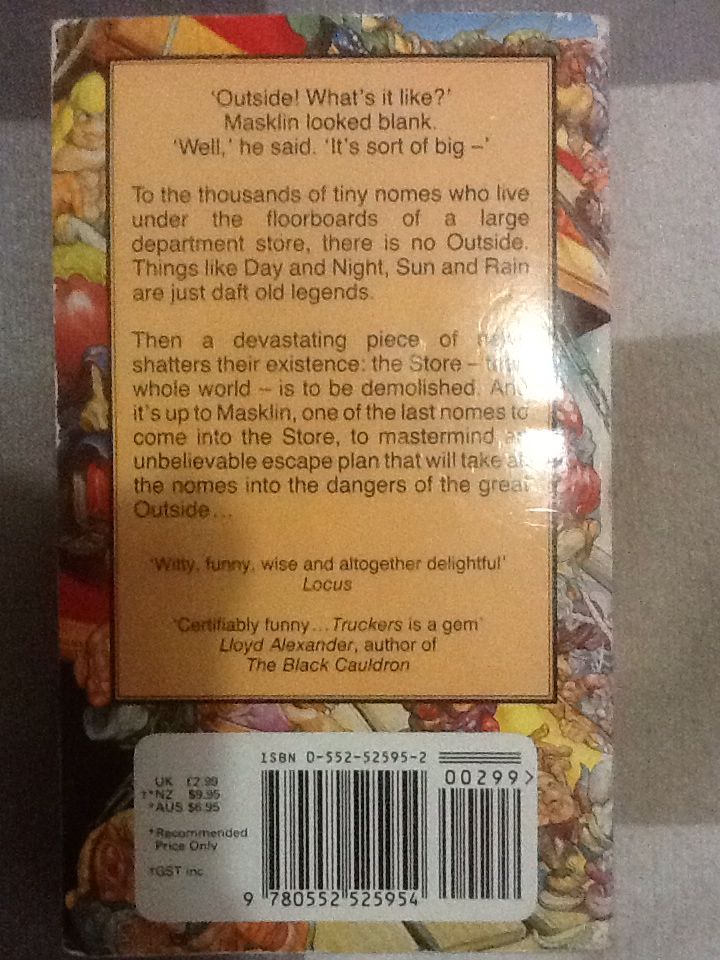 'Outside! What's it like?'
Masklin looked blank.
'Well,' he said. 'It's sort of big –'
To the thousands of tiny nomes who live
under the floorboards of a large
department store, there is no Outside.
Things like Day and Night, Sun and Rain
are just daft old legends.
Then a devastating piece of
shatters their existence: the Store –
whole world – is to be demolished. And
it's up to Masklin, one of the last nomes to
come into the Store, to mastermind an
unbelievable escape plan that will take all
the nomes into the dangers of the great
Outside...
'Witty, funny, wise and altogether delightful'
Locus
'Certifiably funny... Truckers is a gem'
Lloyd Alexander, author of
The Black Cauldron
ISBN 0-552-52595-2
00299>
UK £2.99
†*NZ $9.95
*AUS $6.95
*Recommended
Price Only
†GST inc
9 780552 525954